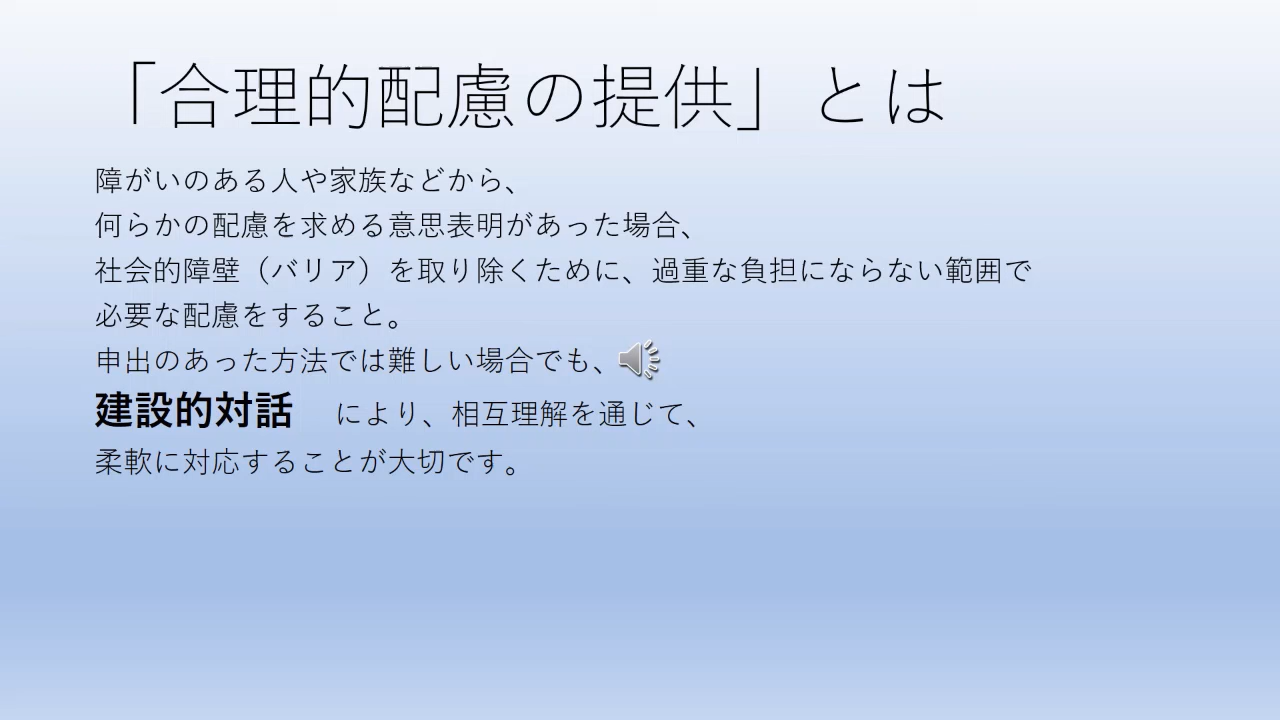 「合理的配慮の提供」とは
障がいのある人や家族などから、
何らかの配慮を求める意思表明があった場合、
社会的障壁（バリア）を取り除くために、過重な負担にならない範囲で
必要な配慮をすること。
申出のあった方法では難しい場合でも、
建設的対話　により、相互理解を通じて、
柔軟に対応することが大切です。